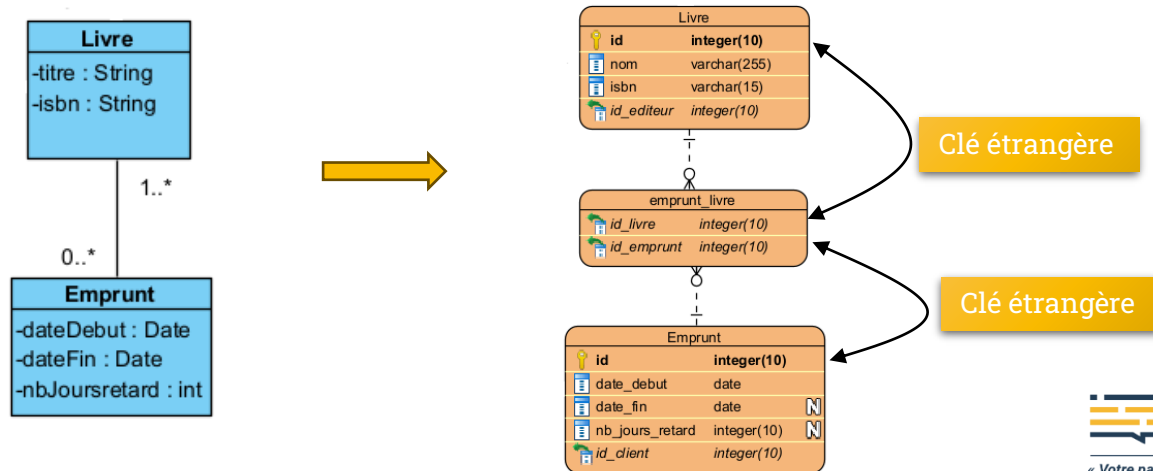 Livre
-titre : String
-isbn : String
1..*
0..*
Emprunt
-dateDebut : Date
-dateFin : Date
-nbJoursretard : int
Livre
id integer(10)
nom varchar(255)
isbn varchar(15)
id_editeur integer(10)
emprunt_livre
id_livre integer(10)
id_emprunt integer(10)
Emprunt
id integer(10)
date_debut date
date_fin date N
nb_jours_retard integer(10) N
id_client integer(10)
Clé étrangère
Clé étrangère
« Votre pa